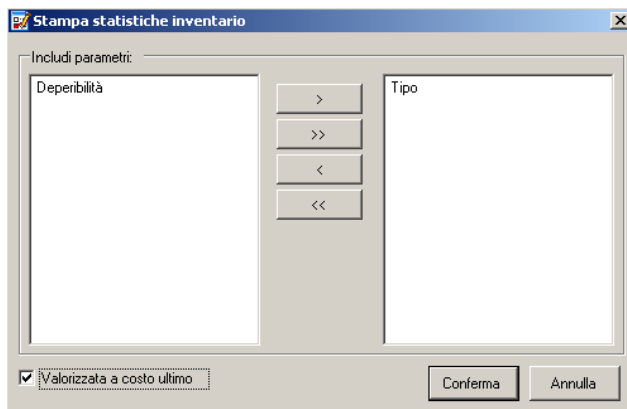 Stampa statistiche inventario
Includi parametri:
Deperibilità
Tipo
>
>>
<
<<
Valorizzata a costo ultimo
Conferma
Annulla